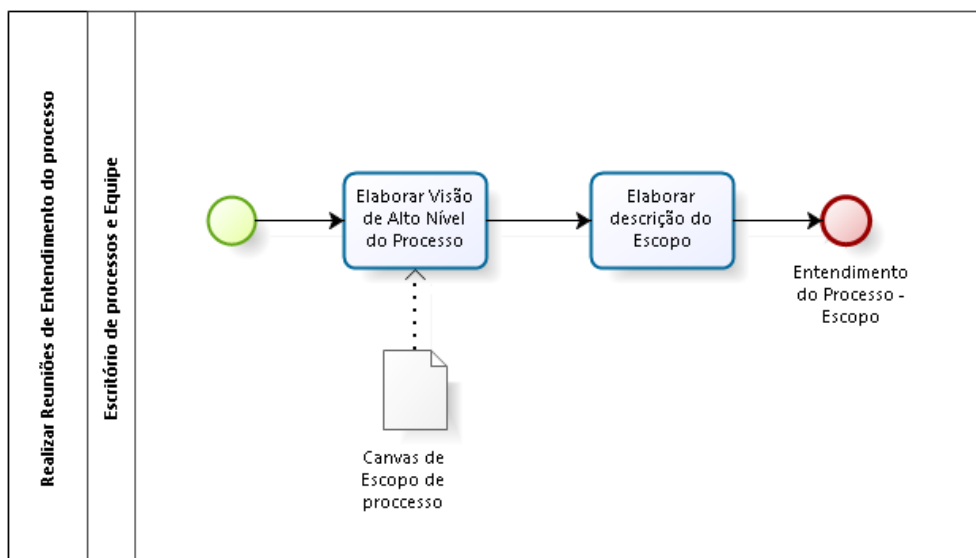 Realizar Reuniões de Entendimento do processo
Escritório de processos e Equipe
Elaborar Visão
de Alto Nível
do Processo
Elaborar
descrição do
Escopo
Entendimento
do Processo -
Escopo
Canvas de
Escopo de
proccesso